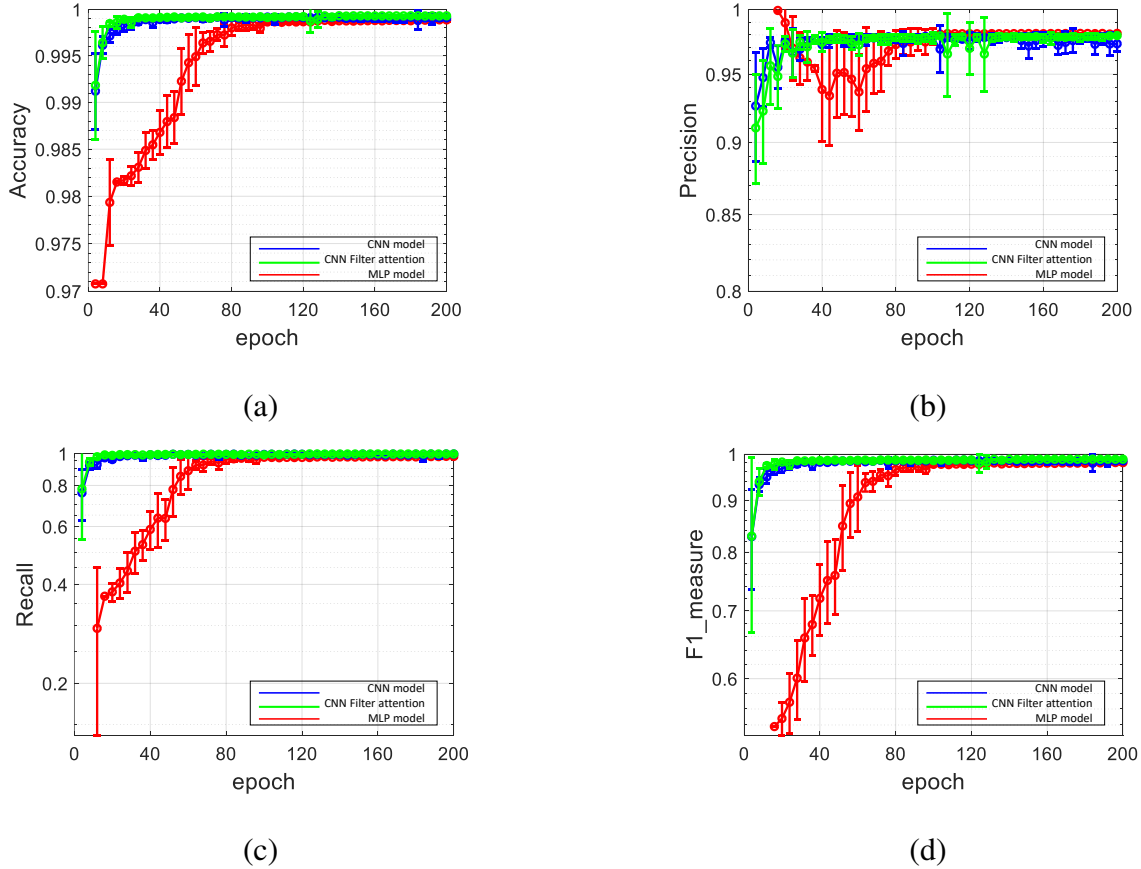 1
0.995
0.99
0.985
0.98
0.975
0.97
Accuracy
0 40 80 120 160 200
epoch
CNN model
CNN Filter attention
MLP model
(a)
1
0.95
0.9
0.85
0.8
Precision
0 40 80 120 160 200
epoch
CNN model
CNN Filter attention
MLP model
(b)
1
0.8
0.6
0.4
0.2
Recall
0 40 80 120 160 200
epoch
CNN model
CNN Filter attention
MLP model
(c)
1
0.9
0.8
0.7
0.6
F1_measure
0 40 80 120 160 200
epoch
CNN model
CNN Filter attention
MLP model
(d)